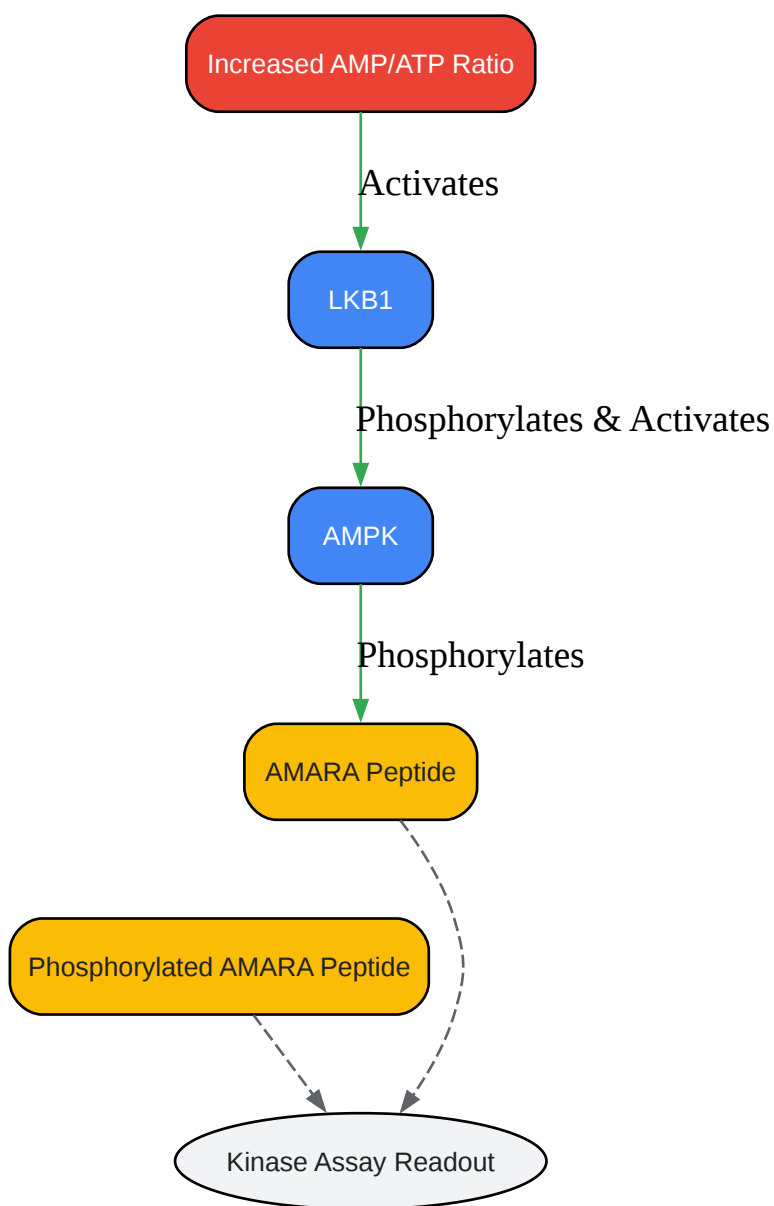 Increased AMP/ATP Ratio
Activates
LKB1
Phosphorylates & Activates
AMPK
Phosphorylates
AMARA Peptide
Phosphorylated AMARA Peptide
Kinase Assay Readout